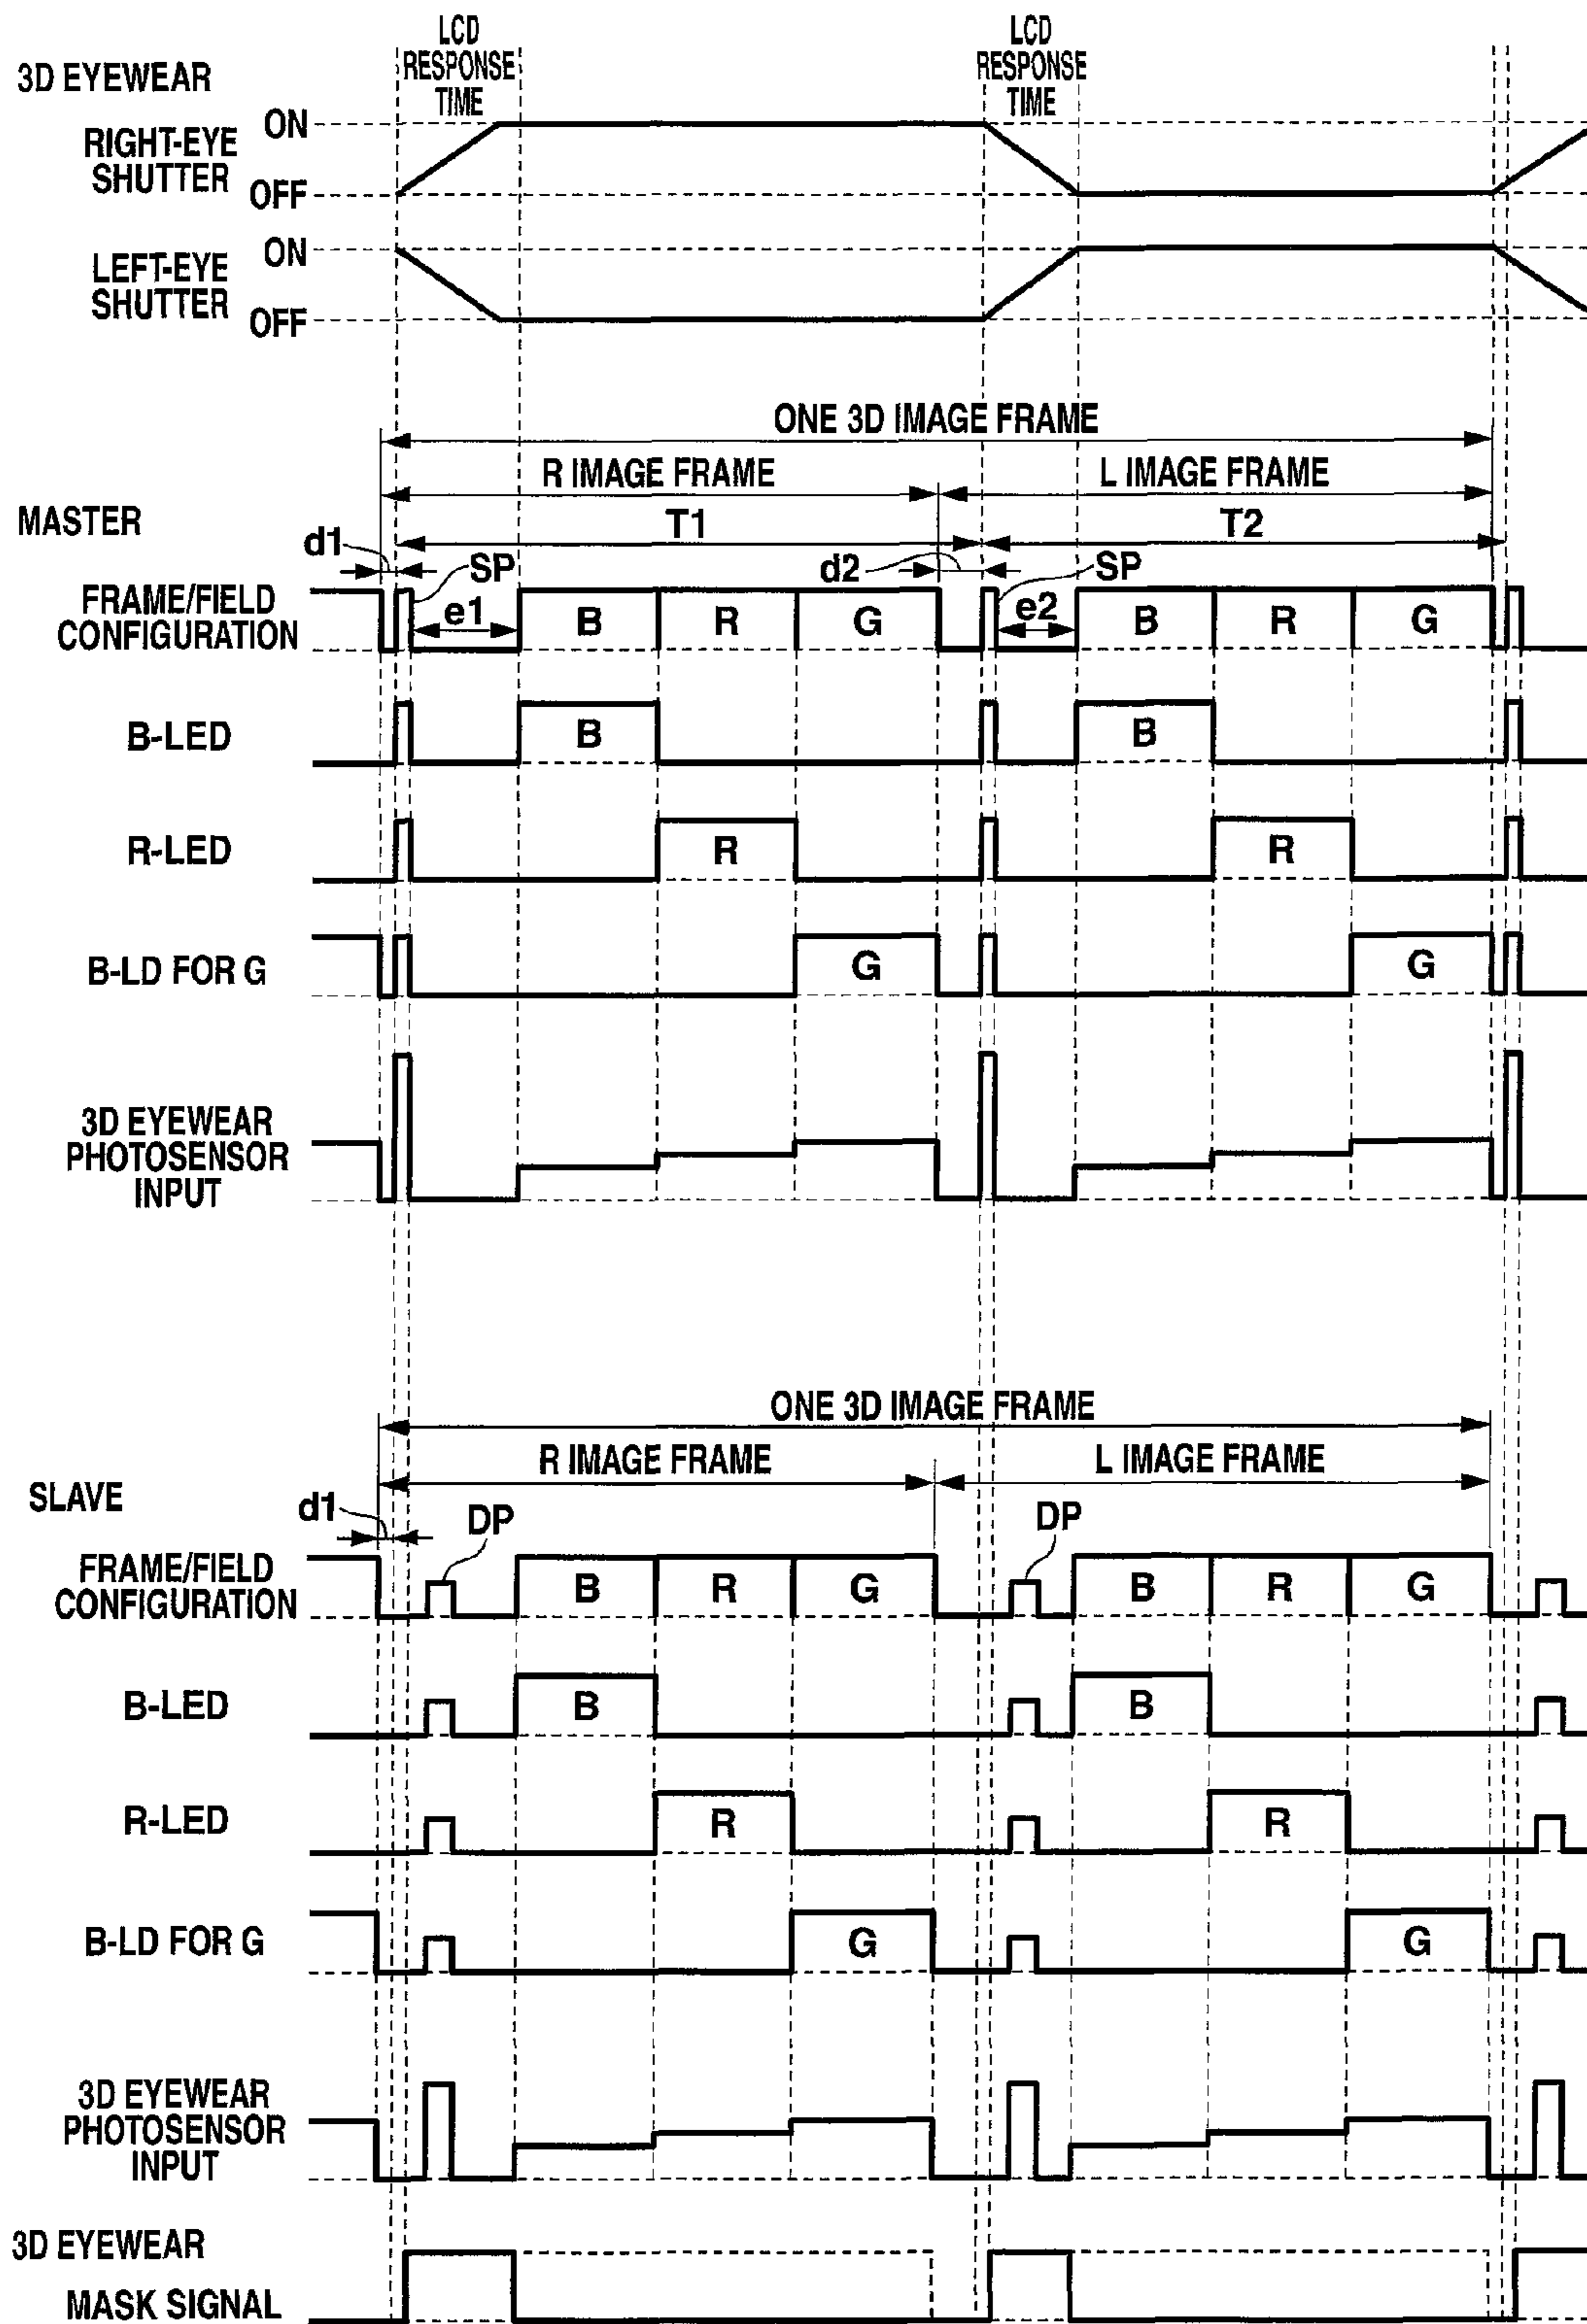 LCD
RESPONSE
TIME
LCD
RESPONSE
TIME
3D EYEWEAR
RIGHT-EYE
SHUTTER
ON
OFF
LEFT-EYE
SHUTTER
ON
OFF
ONE 3D IMAGE FRAME
R IMAGE FRAME
L IMAGE FRAME
MASTER
T1
T2
d1
SP
d2
SP
FRAME/FIELD
CONFIGURATION
e1
B
R
G
e2
B
R
G
B-LED
B
B
R-LED
R
R
B-LD FOR G
G
G
3D EYEWEAR
PHOTOSENSOR
INPUT
ONE 3D IMAGE FRAME
R IMAGE FRAME
L IMAGE FRAME
SLAVE
d1
DP
DP
FRAME/FIELD
CONFIGURATION
B
R
G
B
R
G
B-LED
B
B
R-LED
R
R
B-LD FOR G
G
G
3D EYEWEAR
PHOTOSENSOR
INPUT
3D EYEWEAR
MASK SIGNAL